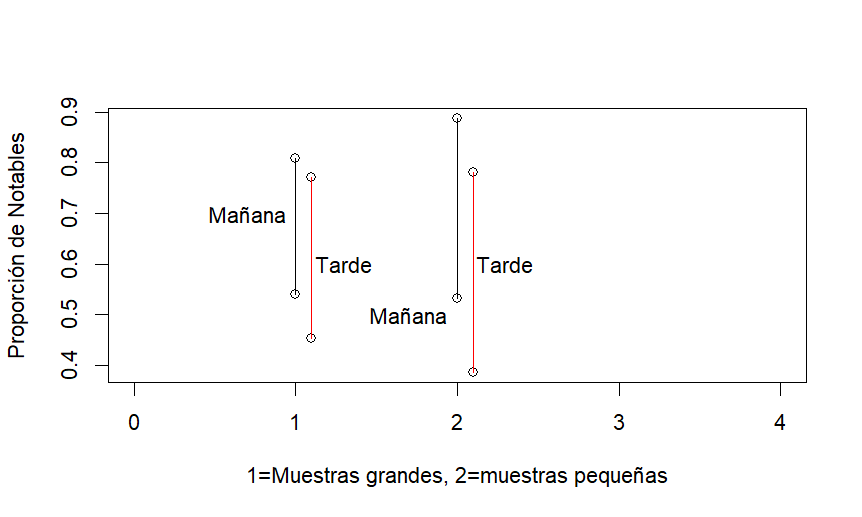 Proporción de Notables
0.9
0.8
0.7
0.6
0.5
0.4
Mañana
Tarde
Mañana
Tarde
0 1 2 3 4
1=Muestras grandes, 2=muestras pequeñas